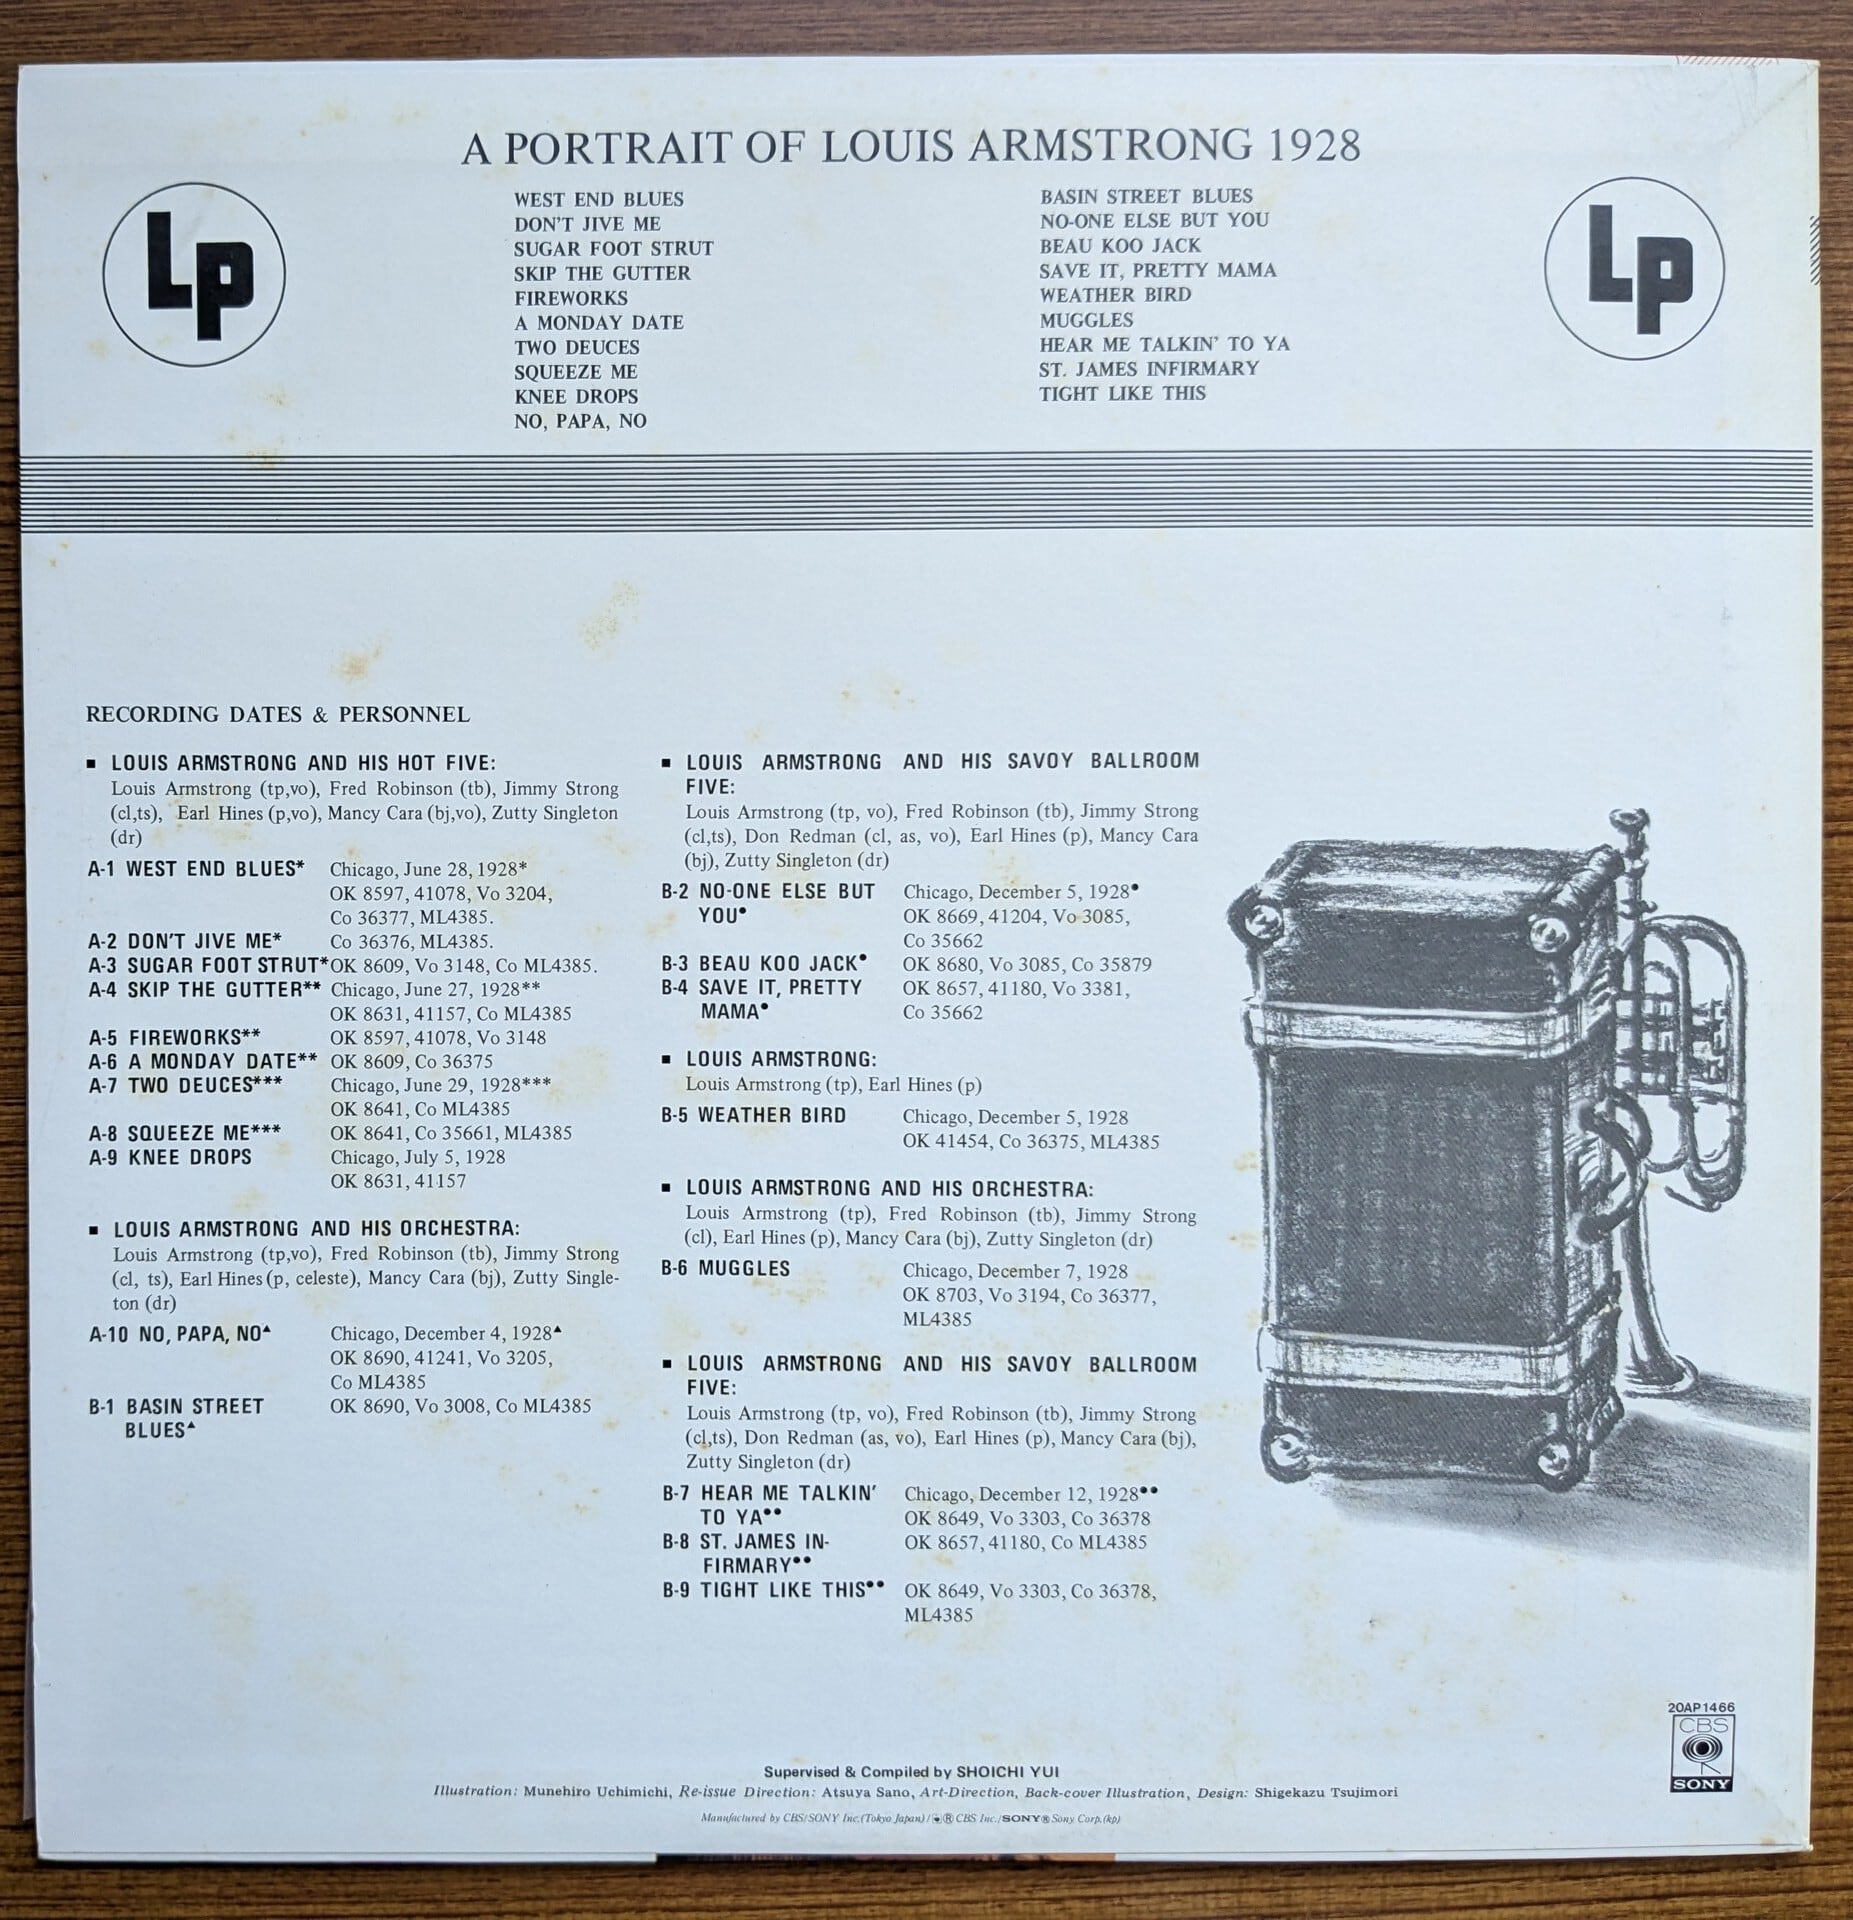 A PORTRAIT OF LOUIS ARMSTRONG 1928
Lp
WEST END BLUES
DON'T JIVE ME
SUGAR FOOT STRUT
SKIP THE GUTTER
FIREWORKS
A MONDAY DATE
TWO DEUCES
SQUEEZE ME
KNEE DROPS
NO, PAPA, NO
BASIN STREET BLUES
NO-ONE ELSE BUT YOU
BEAU KOO JACK
SAVE IT, PRETTY MAMA
WEATHER BIRD
MUGGLES
HEAR ME TALKIN' TO YA
ST. JAMES INFIRMARY
TIGHT LIKE THIS
Lp
RECORDING DATES & PERSONNEL
■ LOUIS ARMSTRONG AND HIS HOT FIVE:
Louis Armstrong (tp,vo), Fred Robinson (tb), Jimmy Strong
(cl,ts), Earl Hines (p,vo), Mancy Cara (bj,vo), Zutty Singleton
(dr)
A-1 WEST END BLUES* Chicago, June 28, 1928*
OK 8597, 41078, Vo 3204,
Co 36377, ML4385.
A-2 DON'T JIVE ME* Co 36376, ML4385.
A-3 SUGAR FOOT STRUT* OK 8609, Vo 3148, Co ML4385.
A-4 SKIP THE GUTTER** Chicago, June 27, 1928**
OK 8631, 41157, Co ML4385
A-5 FIREWORKS** OK 8597, 41078, Vo 3148
A-6 A MONDAY DATE** OK 8609, Co 36375
A-7 TWO DEUCES*** Chicago, June 29, 1928***
OK 8641, Co ML4385
A-8 SQUEEZE ME*** OK 8641, Co 35661, ML4385
A-9 KNEE DROPS Chicago, July 5, 1928
OK 8631, 41157
■ LOUIS ARMSTRONG AND HIS ORCHESTRA:
Louis Armstrong (tp,vo), Fred Robinson (tb), Jimmy Strong
(cl, ts), Earl Hines (p, celeste), Mancy Cara (bj), Zutty Single-
ton (dr)
A-10 NO, PAPA, NO▲ Chicago, December 4, 1928▲
OK 8690, 41241, Vo 3205,
Co ML4385
B-1 BASIN STREET OK 8690, Vo 3008, Co ML4385
BLUES▲
■ LOUIS ARMSTRONG AND HIS SAVOY BALLROOM
FIVE:
Louis Armstrong (tp, vo), Fred Robinson (tb), Jimmy Strong
(cl,ts), Don Redman (cl, as, vo), Earl Hines (p), Mancy Cara
(bj), Zutty Singleton (dr)
B-2 NO-ONE ELSE BUT Chicago, December 5, 1928●
YOU● OK 8669, 41204, Vo 3085,
Co 35662
B-3 BEAU KOO JACK● OK 8680, Vo 3085, Co 35879
B-4 SAVE IT, PRETTY OK 8657, 41180, Vo 3381,
MAMA● Co 35662
■ LOUIS ARMSTRONG:
Louis Armstrong (tp), Earl Hines (p)
B-5 WEATHER BIRD Chicago, December 5, 1928
OK 41454, Co 36375, ML4385
■ LOUIS ARMSTRONG AND HIS ORCHESTRA:
Louis Armstrong (tp), Fred Robinson (tb), Jimmy Strong
(cl), Earl Hines (p), Mancy Cara (bj), Zutty Singleton (dr)
B-6 MUGGLES Chicago, December 7, 1928
OK 8703, Vo 3194, Co 36377,
ML4385
■ LOUIS ARMSTRONG AND HIS SAVOY BALLROOM
FIVE:
Louis Armstrong (tp, vo), Fred Robinson (tb), Jimmy Strong
(cl,ts), Don Redman (as, vo), Earl Hines (p), Mancy Cara (bj),
Zutty Singleton (dr)
B-7 HEAR ME TALKIN' Chicago, December 12, 1928●●
TO YA●● OK 8649, Vo 3303, Co 36378
B-8 ST. JAMES IN- OK 8657, 41180, Co ML4385
FIRMARY●●
B-9 TIGHT LIKE THIS●● OK 8649, Vo 3303, Co 36378,
ML4385
20AP1466
CBS
SONY
Supervised & Compiled by SHOICHI YUI
Illustration: Munehiro Uchimichi, Re-issue Direction: Atsuya Sano, Art-Direction, Back-cover Illustration, Design: Shigekazu Tsujimori
Manufactured by CBS/SONY Inc.(Tokyo Japan)/ ® CBS Inc./SONY® Sony Corp.(kp)